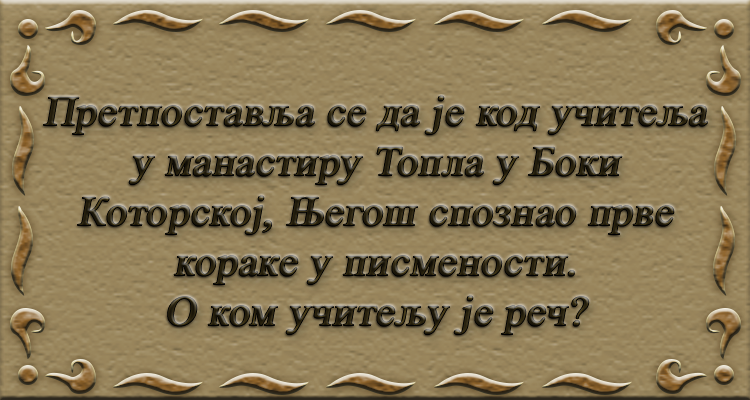 Претпоставља се да је код учитеља
у манастиру Топла у Боки
Которској, Његош спознао прве
кораке у писмености.
О ком учитељу је реч?